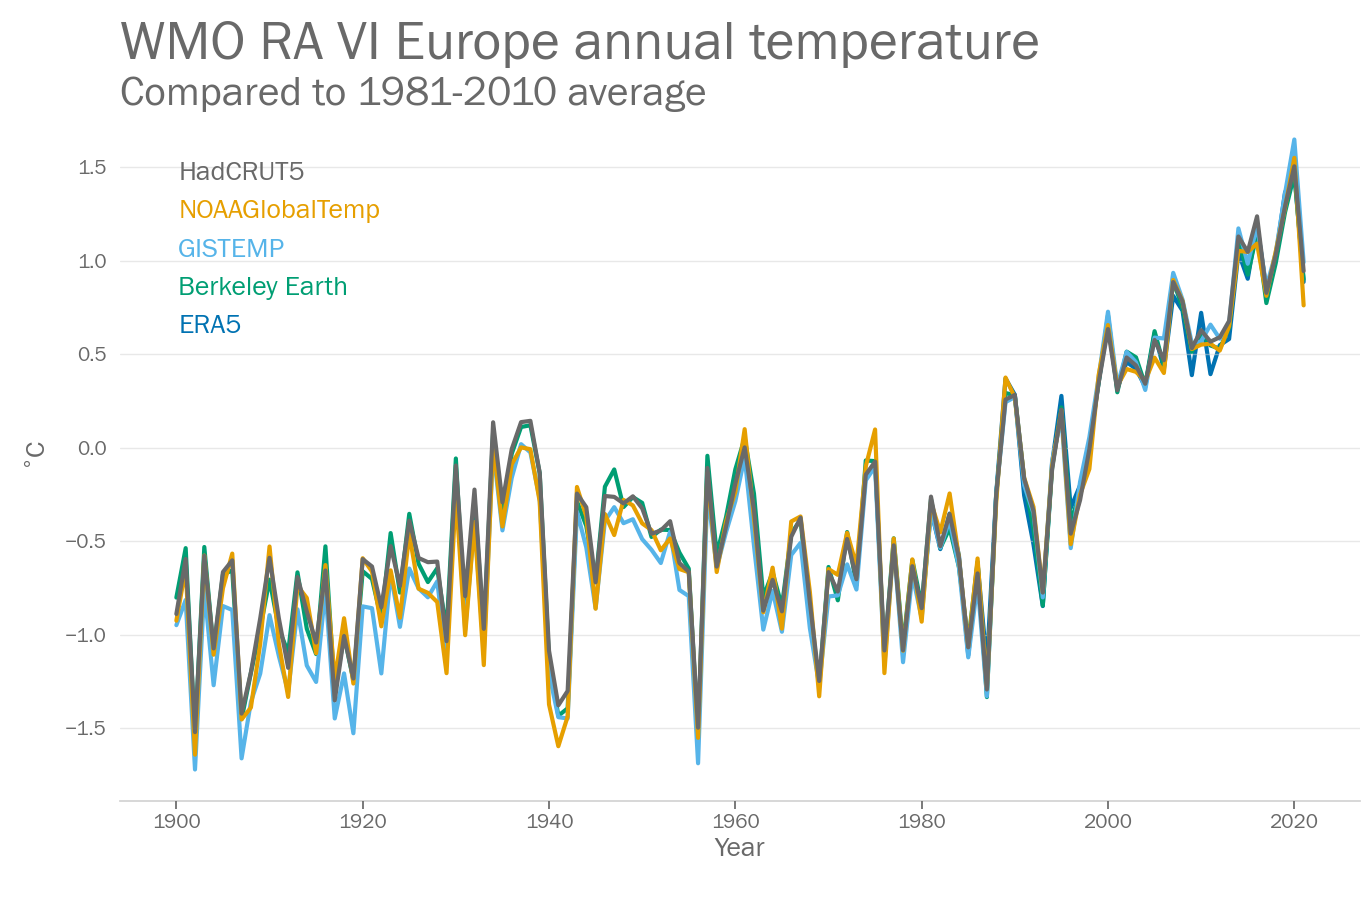 WMO RA VI Europe annual temperature
Compared to 1981-2010 average
1.5
1.0
0.5
0.0
−0.5
−1.0
−1.5
°C
HadCRUT5
NOAAGlobalTemp
GISTEMP
Berkeley Earth
ERA5
1900 1920 1940 1960 1980 2000 2020
Year